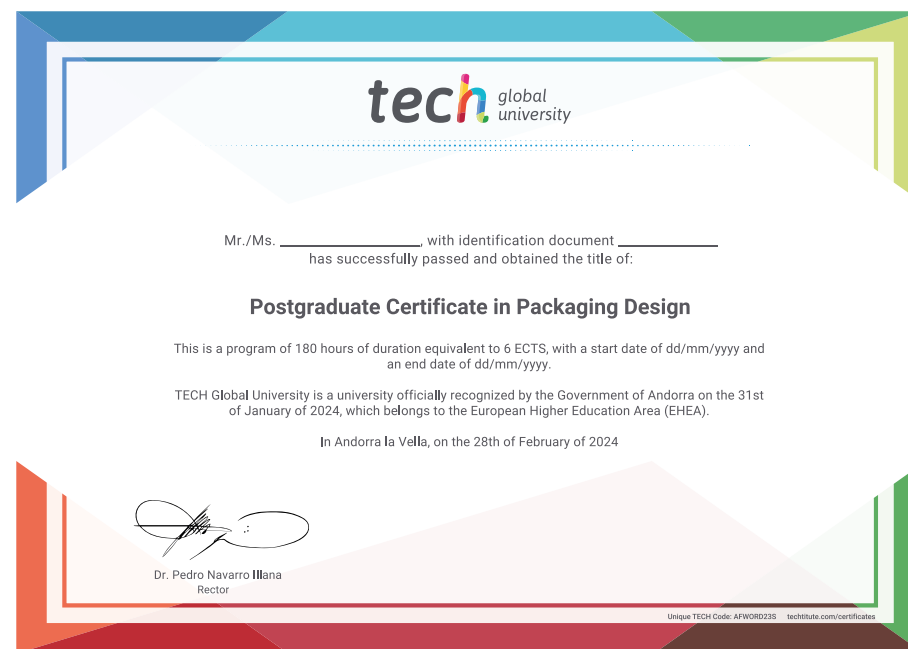 tech global university
Mr./Ms. ____________, with identification document ____________
has successfully passed and obtained the title of:
Postgraduate Certificate in Packaging Design
This is a program of 180 hours of duration equivalent to 6 ECTS, with a start date of dd/mm/yyyy and
an end date of dd/mm/yyyy.
TECH Global University is a university officially recognized by the Government of Andorra on the 31st
of January of 2024, which belongs to the European Higher Education Area (EHEA).
In Andorra la Vella, on the 28th of February of 2024
Dr. Pedro Navarro Illana
Rector
Unique TECH Code: AFWORD23S techtitute.com/certificates